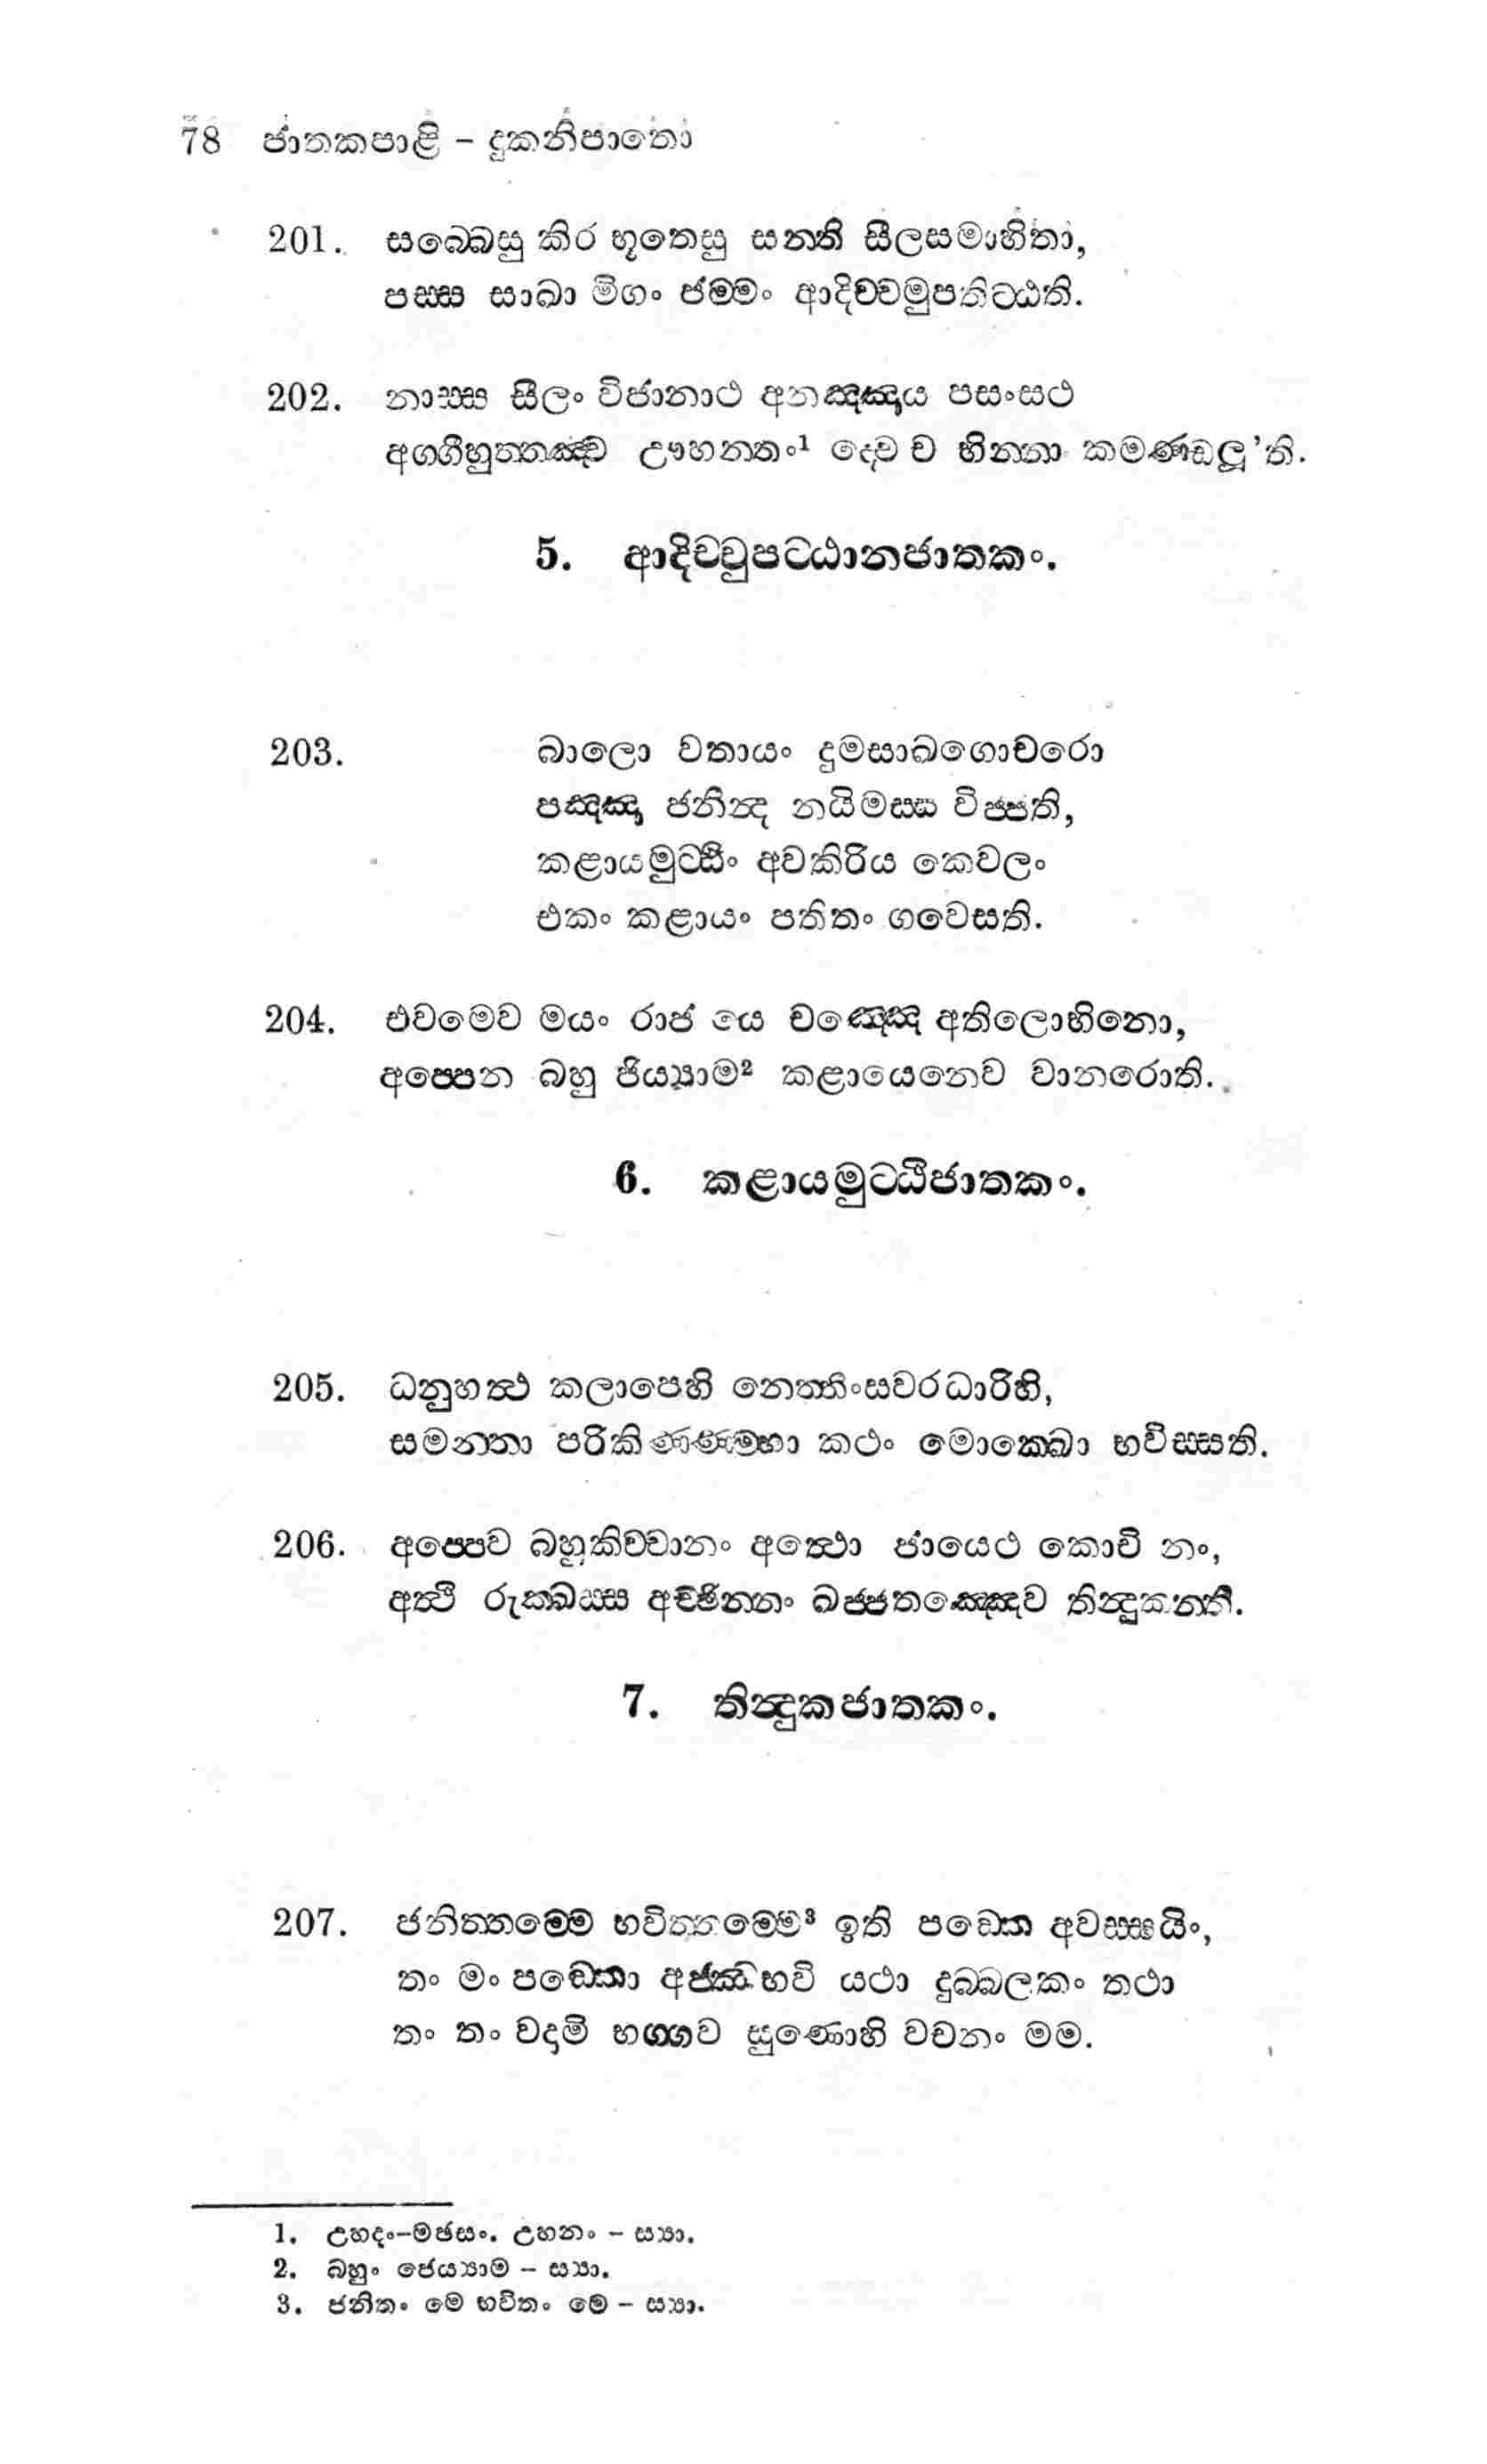 78 ජාතකපාළි – දුකනිපාතො
201. සබ්බෙසු කිර භූතෙසු සන්ති සීලසමාහිතා,
පස්ස සාඛා මිගං ජම්මං ආදිච්චමුපතිට්ඨති.
202. නාස්ස සීලං විජානාථ අනඤ්ඤාය පසංසථ
අග්ගිහුත්තඤ්ච ඌහන්තං¹ ද්වෙ ච භින්නා කමණ්ඩලූ'ති.
5. ආදිච්චුපට්ඨානජාතකං.
203. බාලො වතායං දුමසාඛගොචරො
පඤ්ඤා ජනින්ද නයිමස්ස විජ්ජති,
කළායමුට්ඨිං අවකිරිය කෙවලං
එකං කළායං පතිතං ගවෙසති.
204. එවමෙව මයං රාජ යෙ චඤ්ඤෙ අතිලොභිනො,
අප්පෙන බහු ජිය්‍යාම² කළායෙනෙව වානරොති.
6. කළායමුට්ඨිජාතකං.
205. ධනුහත්ථ කලාපෙහි නෙත්තිංසවරධාරිභි,
සමන්තා පරිකිණ්ණම්හා කථං මොක්ඛො භවිස්සති.
206. අප්පෙව බහුකිච්චානං අත්ථො ජායෙථ කොචි නං,
අත්ථි රුක්ඛස්ස අච්ඡින්නං ඛජ්ජතඤ්ඤෙව තින්දුකන්ති.
7. තින්දුකජාතකං.
207. ජනිත්තම්මෙ භවිත්තම්මෙ³ ඉති පඞ්කෙ අවස්සයිං,
තං මං පඞ්කො අජ්ඣභවි යථා දුබ්බලකං තථා
තං තං වදාමි භග්ගව සුණොහි වචනං මම.
1. උහදං–මඡසං. උහනං – ස්‍යා.
2. බහුං ජෙය්‍යාම – ස්‍යා.
3. ජනිතං මෙ භවිතං මෙ – ස්‍යා.